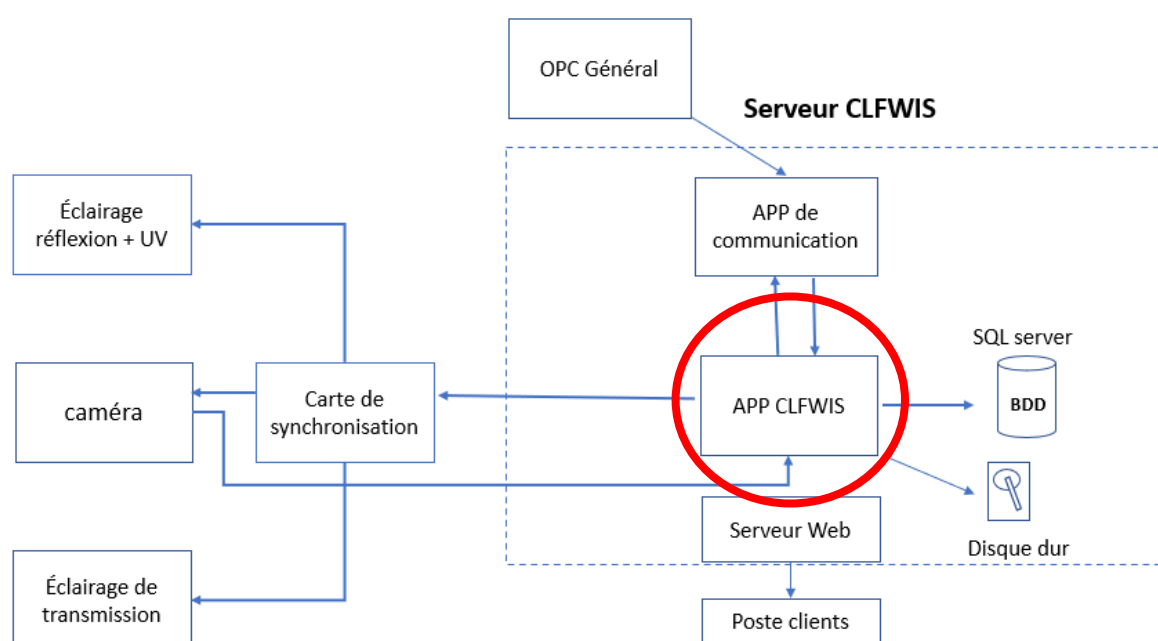 OPC Général
Serveur CLFWIS
Éclairage
réflexion + UV
APP de
communication
SQL server
caméra
Carte de
synchronisation
APP CLFWIS
BDD
Serveur Web
Disque dur
Éclairage de
transmission
Poste clients